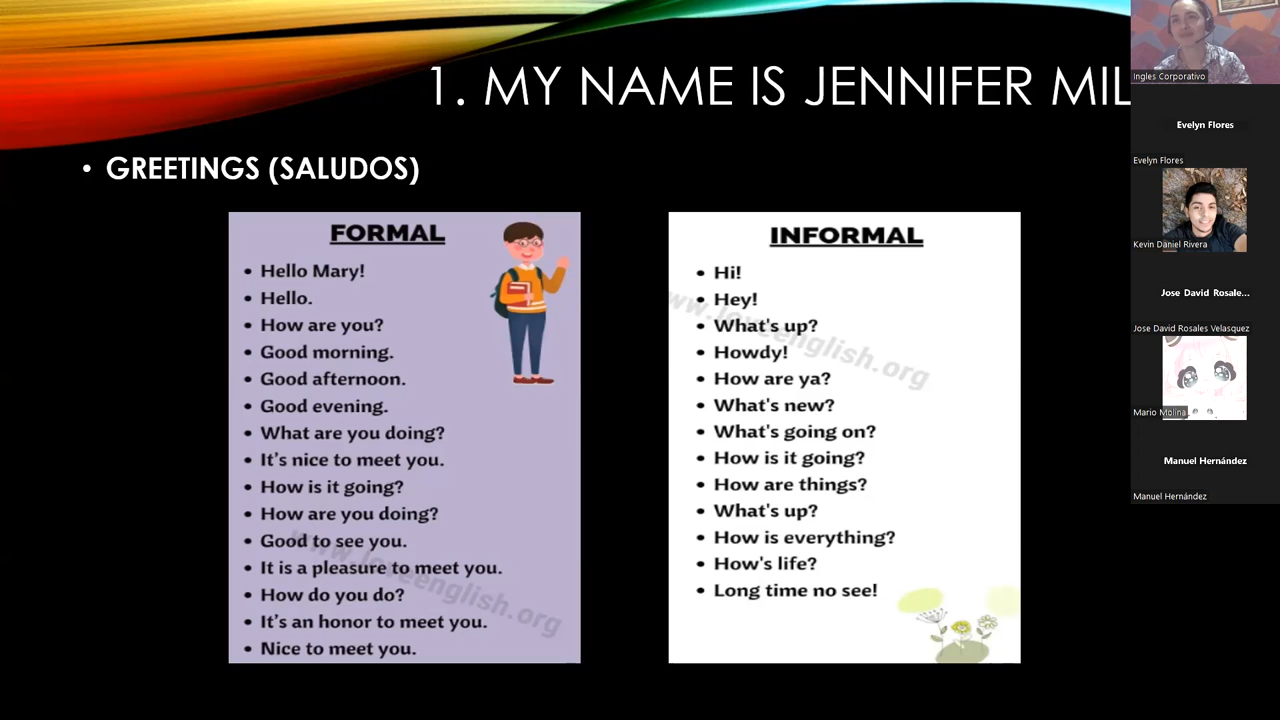 1. MY NAME IS JENNIFER MIL
• GREETINGS (SALUDOS)
FORMAL
• Hello Mary!
• Hello.
• How are you?
• Good morning.
• Good afternoon.
• Good evening.
• What are you doing?
• It's nice to meet you.
• How is it going?
• How are you doing?
• Good to see you.
• It is a pleasure to meet you.
• How do you do?
• It's an honor to meet you.
• Nice to meet you.
www.loveenglish.org
INFORMAL
• Hi!
• Hey!
• What's up?
• Howdy!
• How are ya?
• What's new?
• What's going on?
• How is it going?
• How are things?
• What's up?
• How is everything?
• How's life?
• Long time no see!
www.loveenglish.org
Ingles Corporativo
Evelyn Flores
Evelyn Flores
Kevin Daniel Rivera
Jose David Rosale...
Jose David Rosales Velasquez
Mario Molina
Manuel Hernández
Manuel Hernández